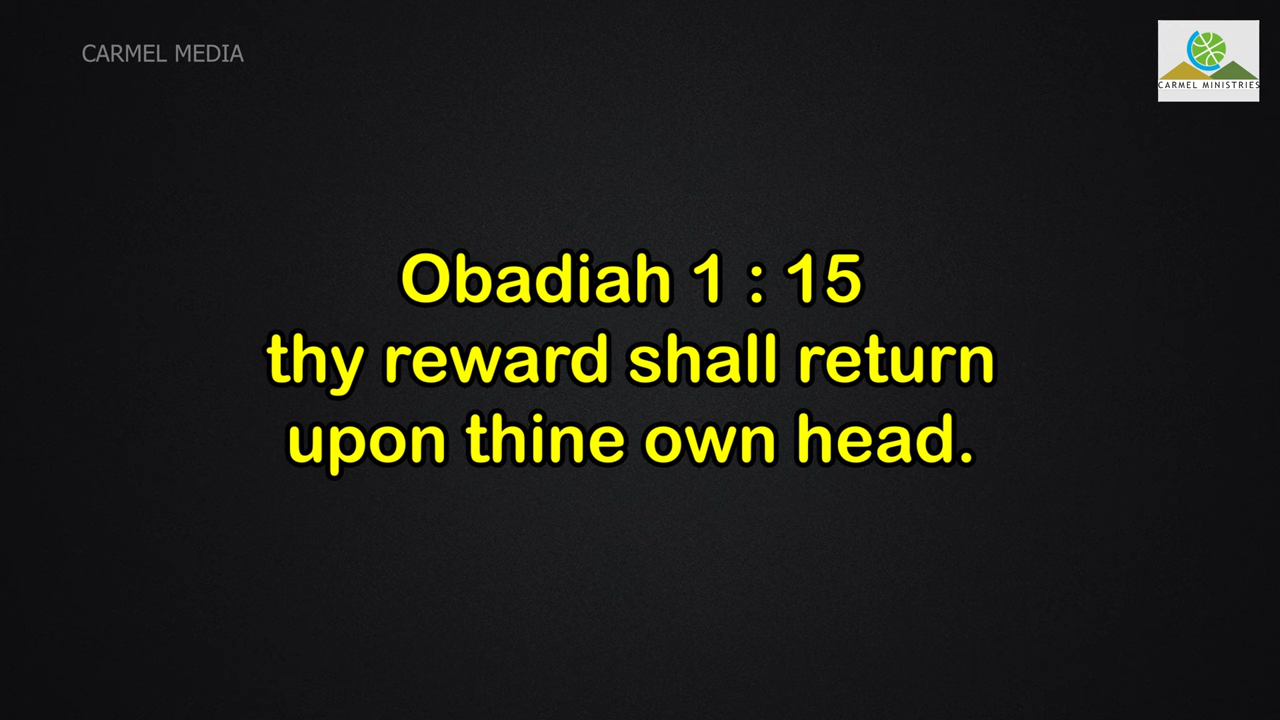 CARMEL MEDIA
CARMEL MINISTRIES
Obadiah 1 : 15
thy reward shall return
upon thine own head.